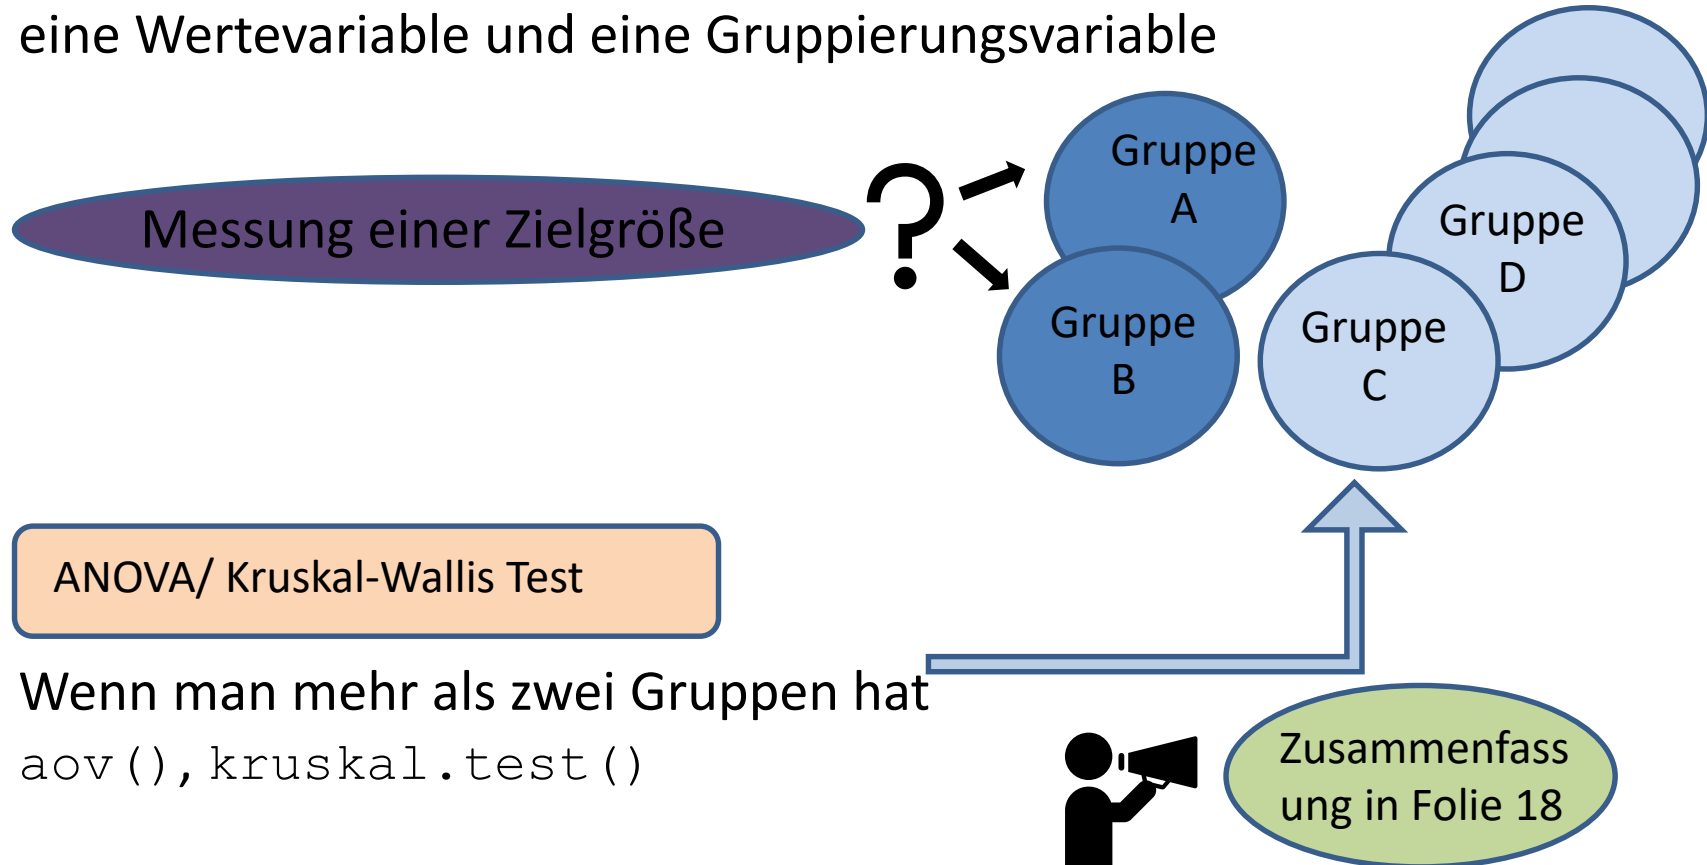 eine Wertevariable und eine Gruppierungsvariable
Messung einer Zielgröße
?
Gruppe
A
Gruppe
B
Gruppe
C
Gruppe
D
ANOVA/ Kruskal-Wallis Test
Wenn man mehr als zwei Gruppen hat
aov(), kruskal.test()
Zusammenfass
ung in Folie 18